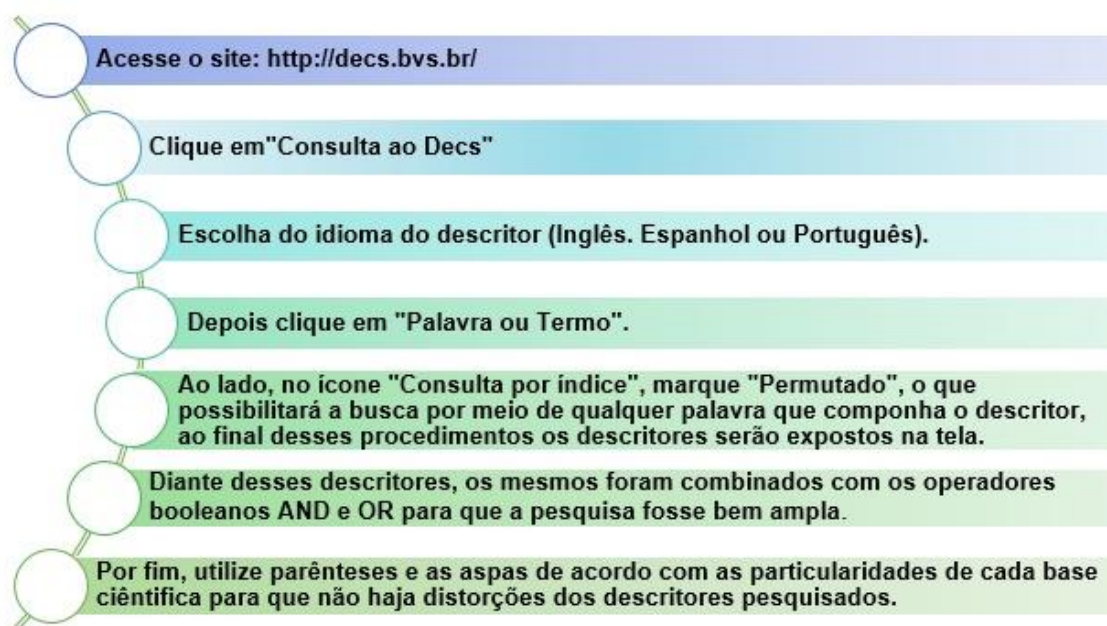 Acesse o site: http://decs.bvs.br/
Clique em"Consulta ao Decs"
Escolha do idioma do descritor (Inglês. Espanhol ou Português).
Depois clique em "Palavra ou Termo".
Ao lado, no ícone "Consulta por índice", marque "Permutado", o que
possibilitará a busca por meio de qualquer palavra que componha o descritor,
ao final desses procedimentos os descritores serão expostos na tela.
Diante desses descritores, os mesmos foram combinados com os operadores
booleanos AND e OR para que a pesquisa fosse bem ampla.
Por fim, utilize parênteses e as aspas de acordo com as particularidades de cada base
ciêntifica para que não haja distorções dos descritores pesquisados.